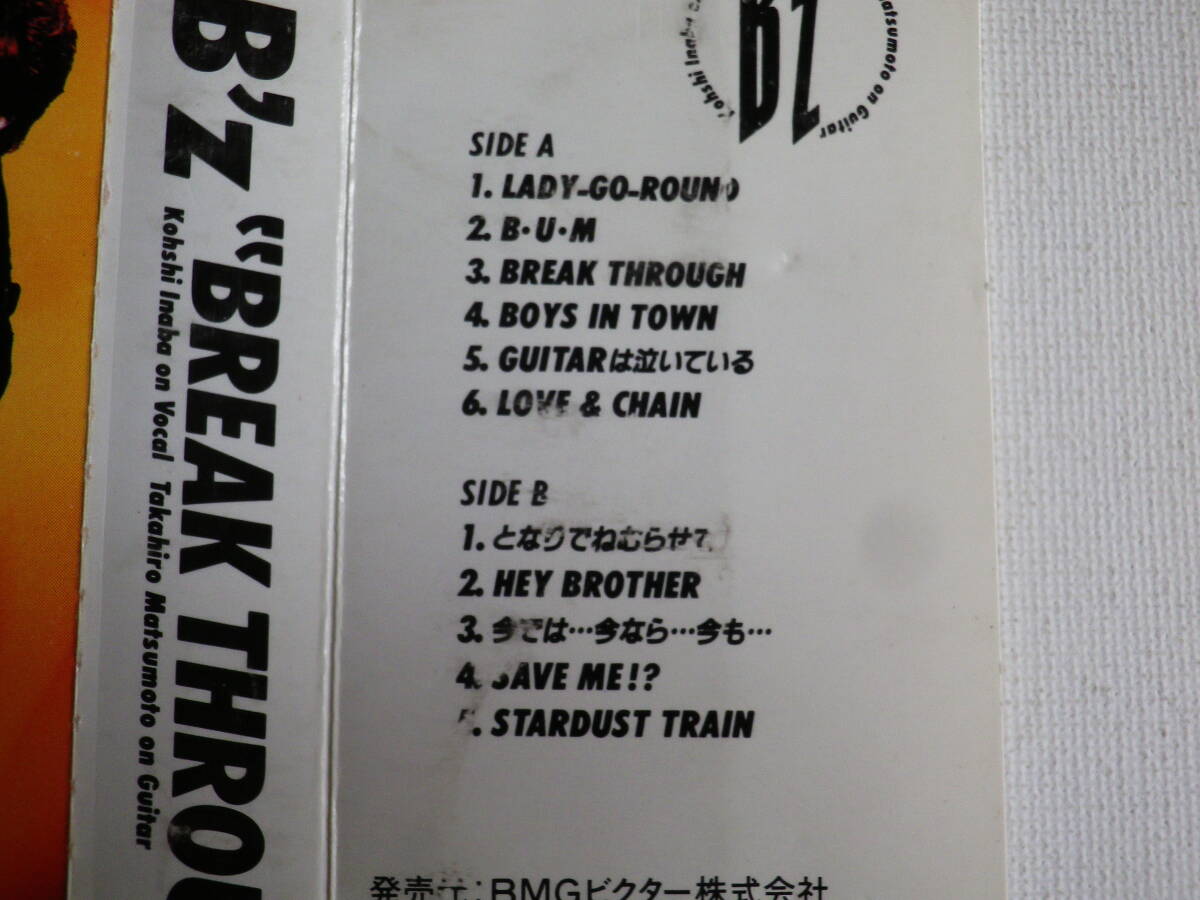 B'z "BREAK
Kohshi Inaba on Vocal Takahiro Matsumoto on Guitar
B'z
on Guitar
SIDE A
1. LADY-GO-ROUND
2. B・U・M
3. BREAK THROUGH
4. BOYS IN TOWN
5. GUITARは泣いている
6. LOVE & CHAIN
SIDE B
1. となりでねむらせて
2. HEY BROTHER
3. 今では…今なら…今も…
4. SAVE ME!?
5. STARDUST TRAIN
発売元：BMGビクター株式会社